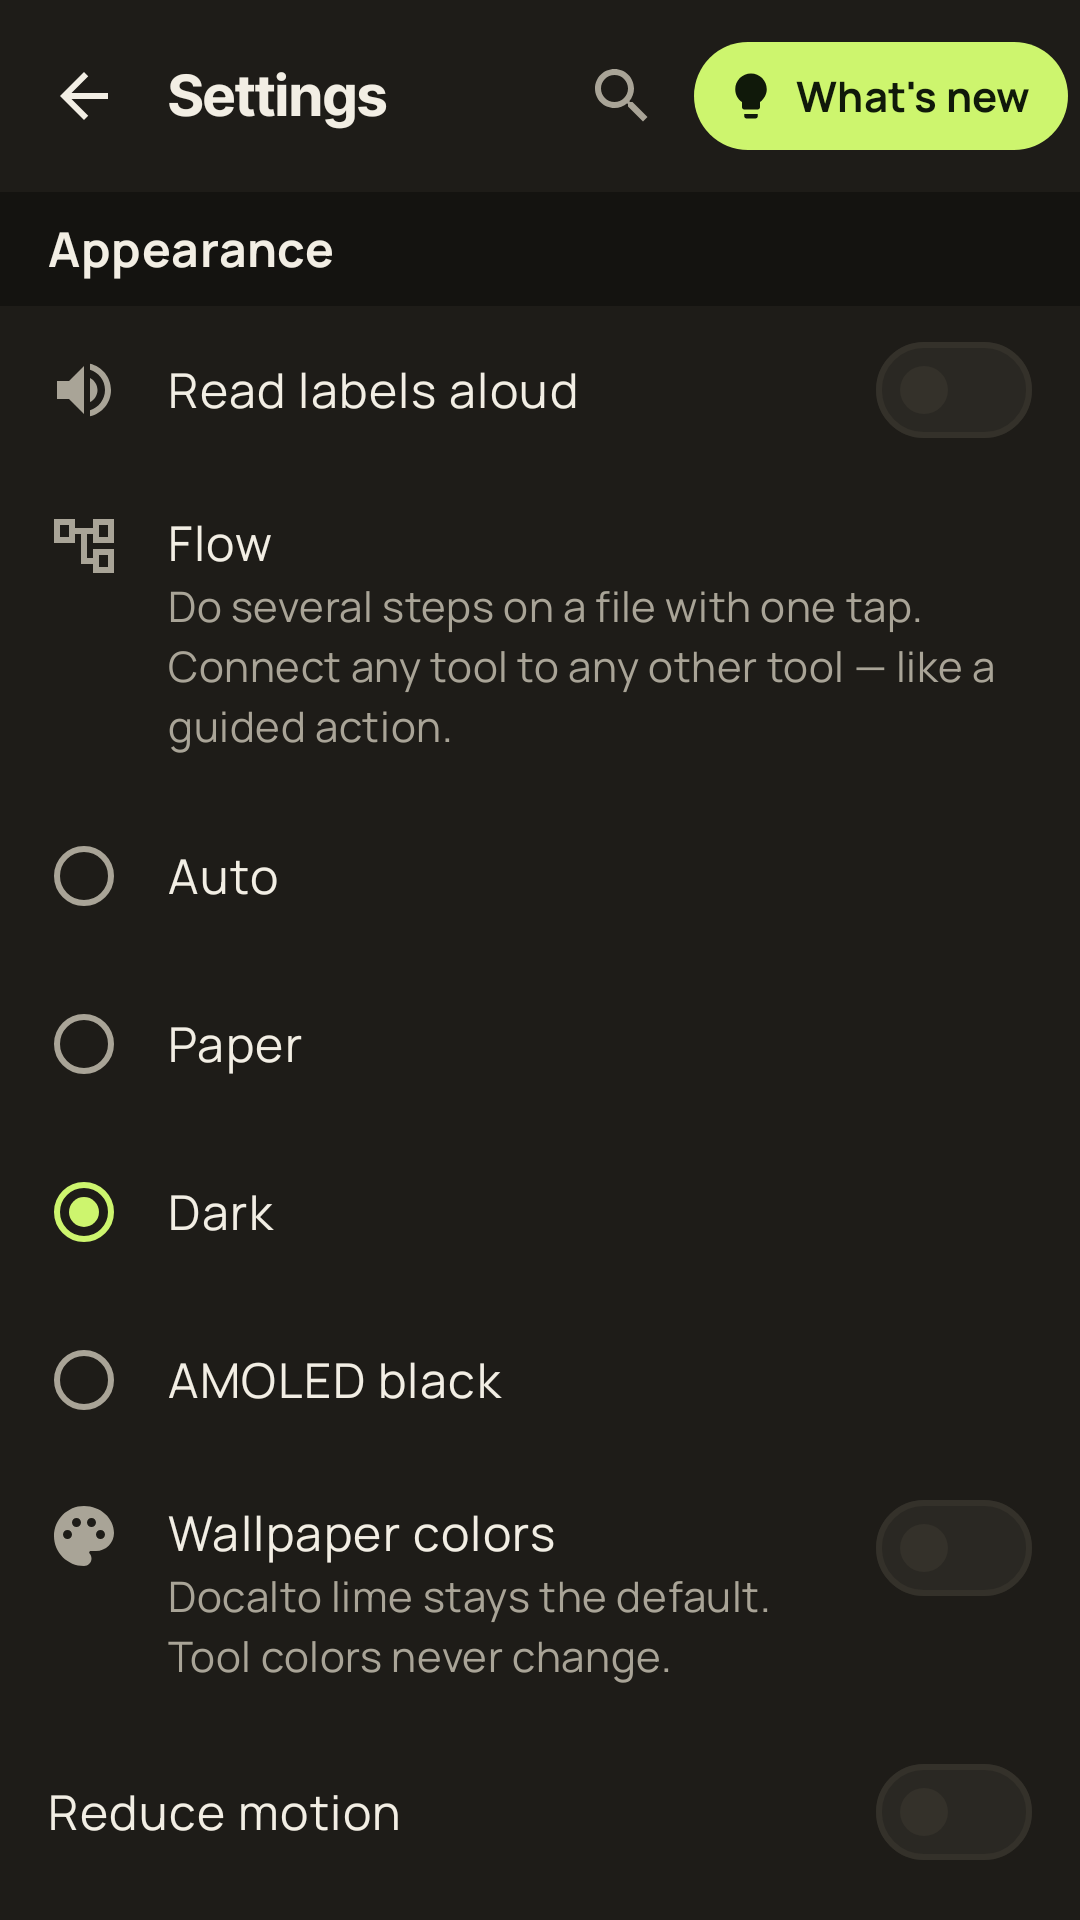 Settings
What's new
Appearance
Read labels aloud
Flow
Do several steps on a file with one tap.
Connect any tool to any other tool — like a
guided action.
Auto
Paper
Dark
AMOLED black
Wallpaper colors
Docalto lime stays the default.
Tool colors never change.
Reduce motion